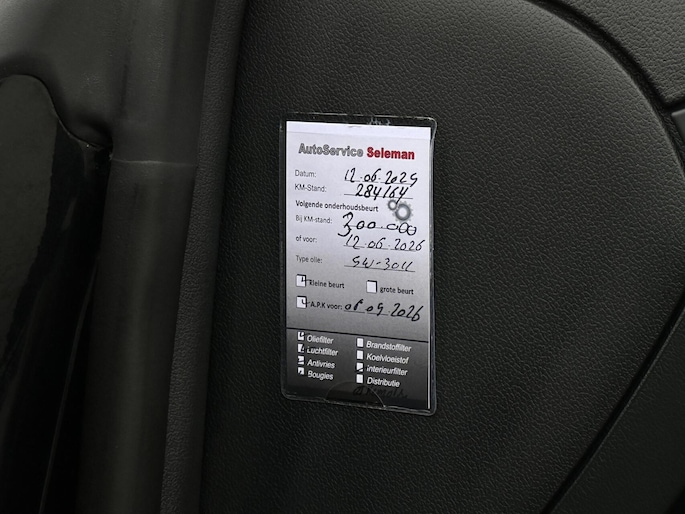 AutoService Seleman
Datum: 12.06.2025
KM-Stand: 284164
Volgende onderhoudsbeurt
Bij KM-stand: 300.000
of voor: 12.06.2026
Type olie: 5W-30LL
kleine beurt grote beurt
A.P.K voor: 06 09 2026
Oliefilter Brandstoffilter
Luchtfilter Koelvloeistof
Antivries Interieurfilter
Bougies Distributie